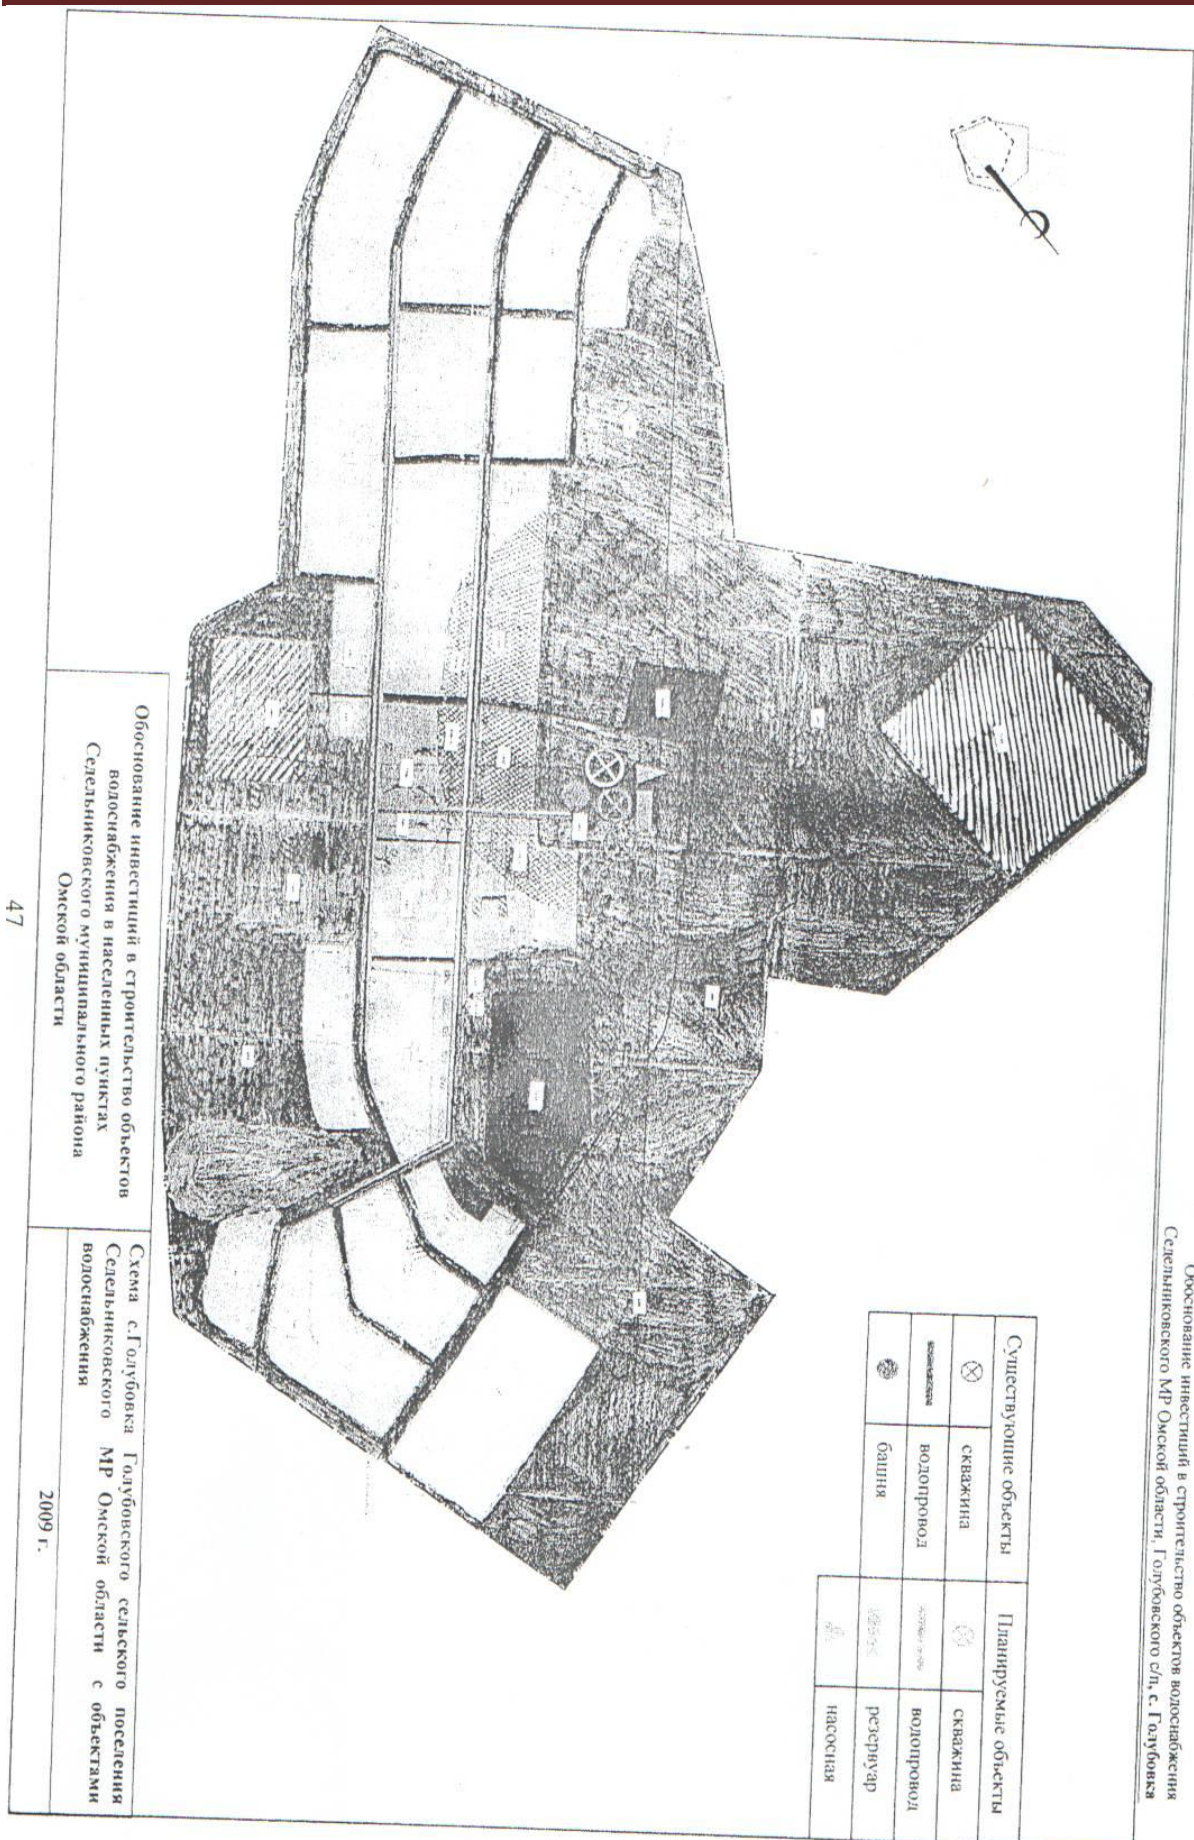 Обоснование инвестиций в строительство объектов водоснабжения
Седельниковского МР Омской области, Голубовского с/п, с. Голубовка
Существующие объекты
Планируемые объекты
скважина
скважина
водопровод
водопровод
башня
резервуар
насосная
Обоснование инвестиций в строительство объектов
водоснабжения в населенных пунктах
Седельниковского муниципального района
Омской области
Схема с.Голубовка Голубовского сельского поселения
Седельниковского МР Омской области с объектами
водоснабжения
2009 г.
47